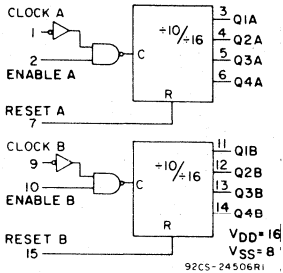 CLOCK A
1
2
ENABLE A
RESET A
7
C
÷10/÷16
R
3 Q1A
4 Q2A
5 Q3A
6 Q4A
CLOCK B
9
10
ENABLE B
RESET B
15
C
÷10/÷16
R
11 Q1B
12 Q2B
13 Q3B
14 Q4B
VDD=16
VSS=8
92CS-24506R1